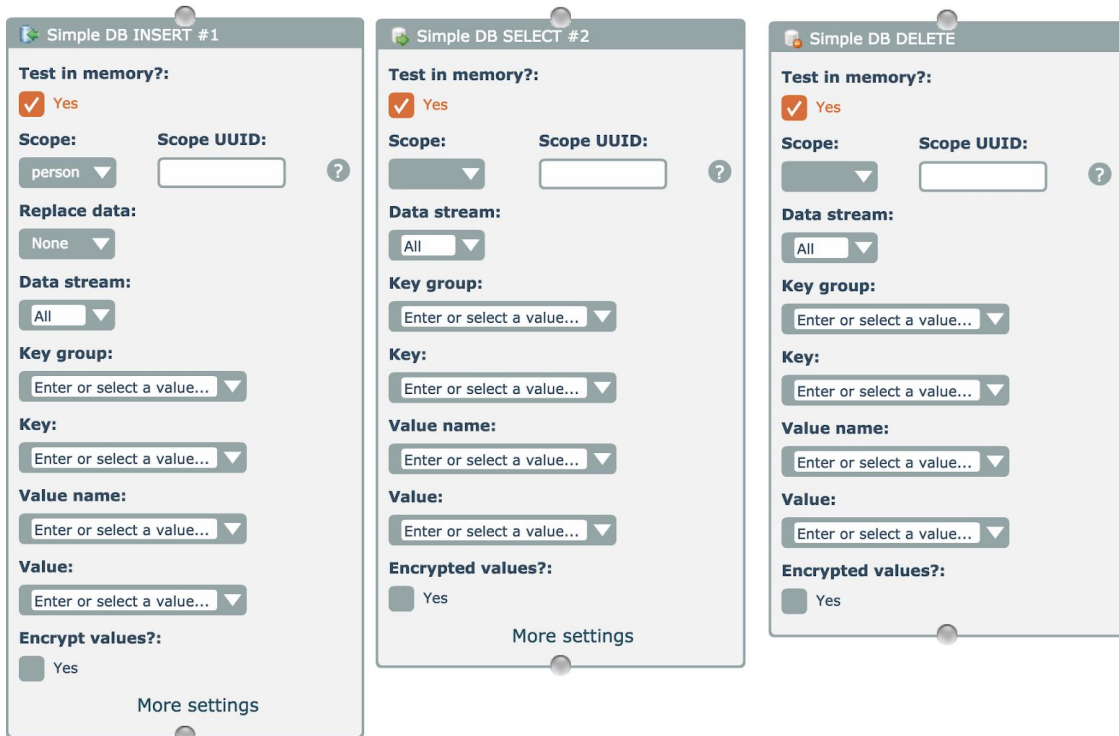 Simple DB INSERT #1
Test in memory?:
Yes
Scope: Scope UUID:
person ?
Replace data:
None
Data stream:
All
Key group:
Enter or select a value...
Key:
Enter or select a value...
Value name:
Enter or select a value...
Value:
Enter or select a value...
Encrypt values?:
Yes
More settings
Simple DB SELECT #2
Test in memory?:
Yes
Scope: Scope UUID:
?
Data stream:
All
Key group:
Enter or select a value...
Key:
Enter or select a value...
Value name:
Enter or select a value...
Value:
Enter or select a value...
Encrypted values?:
Yes
More settings
Simple DB DELETE
Test in memory?:
Yes
Scope: Scope UUID:
?
Data stream:
All
Key group:
Enter or select a value...
Key:
Enter or select a value...
Value name:
Enter or select a value...
Value:
Enter or select a value...
Encrypted values?:
Yes